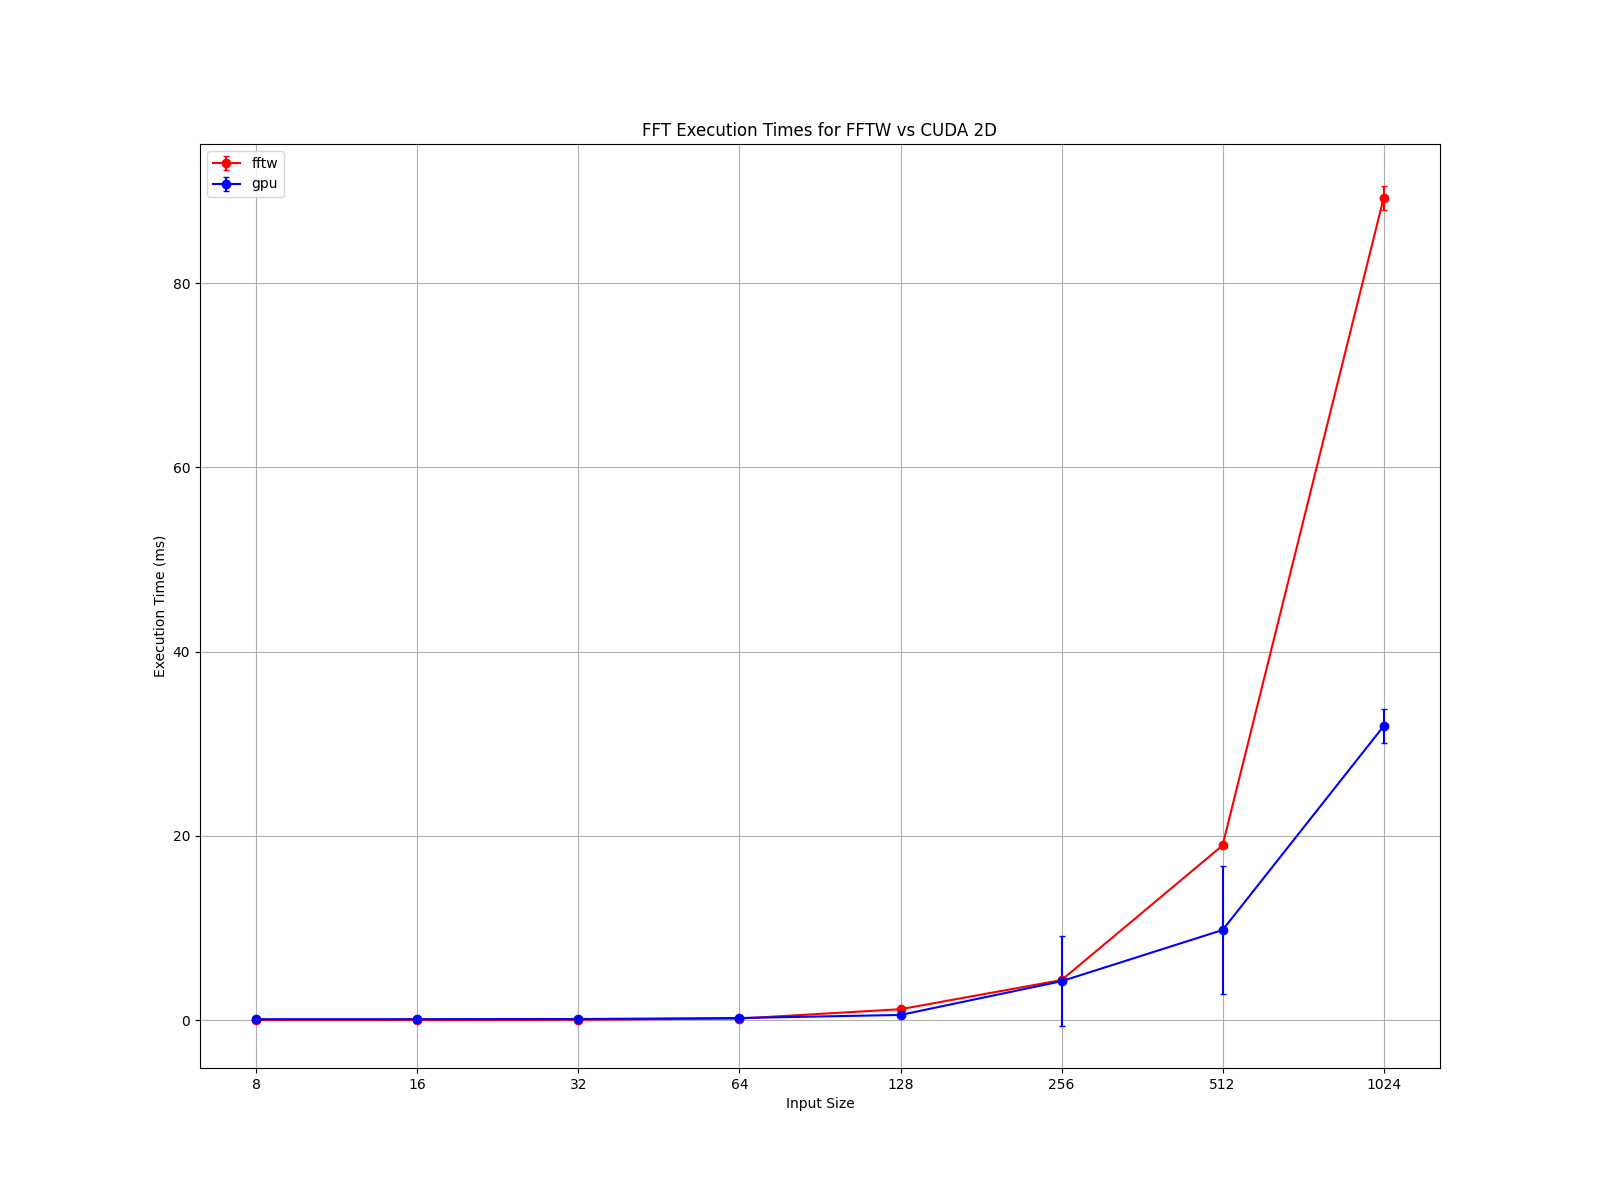 FFT Execution Times for FFTW vs CUDA 2D
fftw
gpu
80
60
40
20
0
Execution Time (ms)
8 16 32 64 128 256 512 1024
Input Size